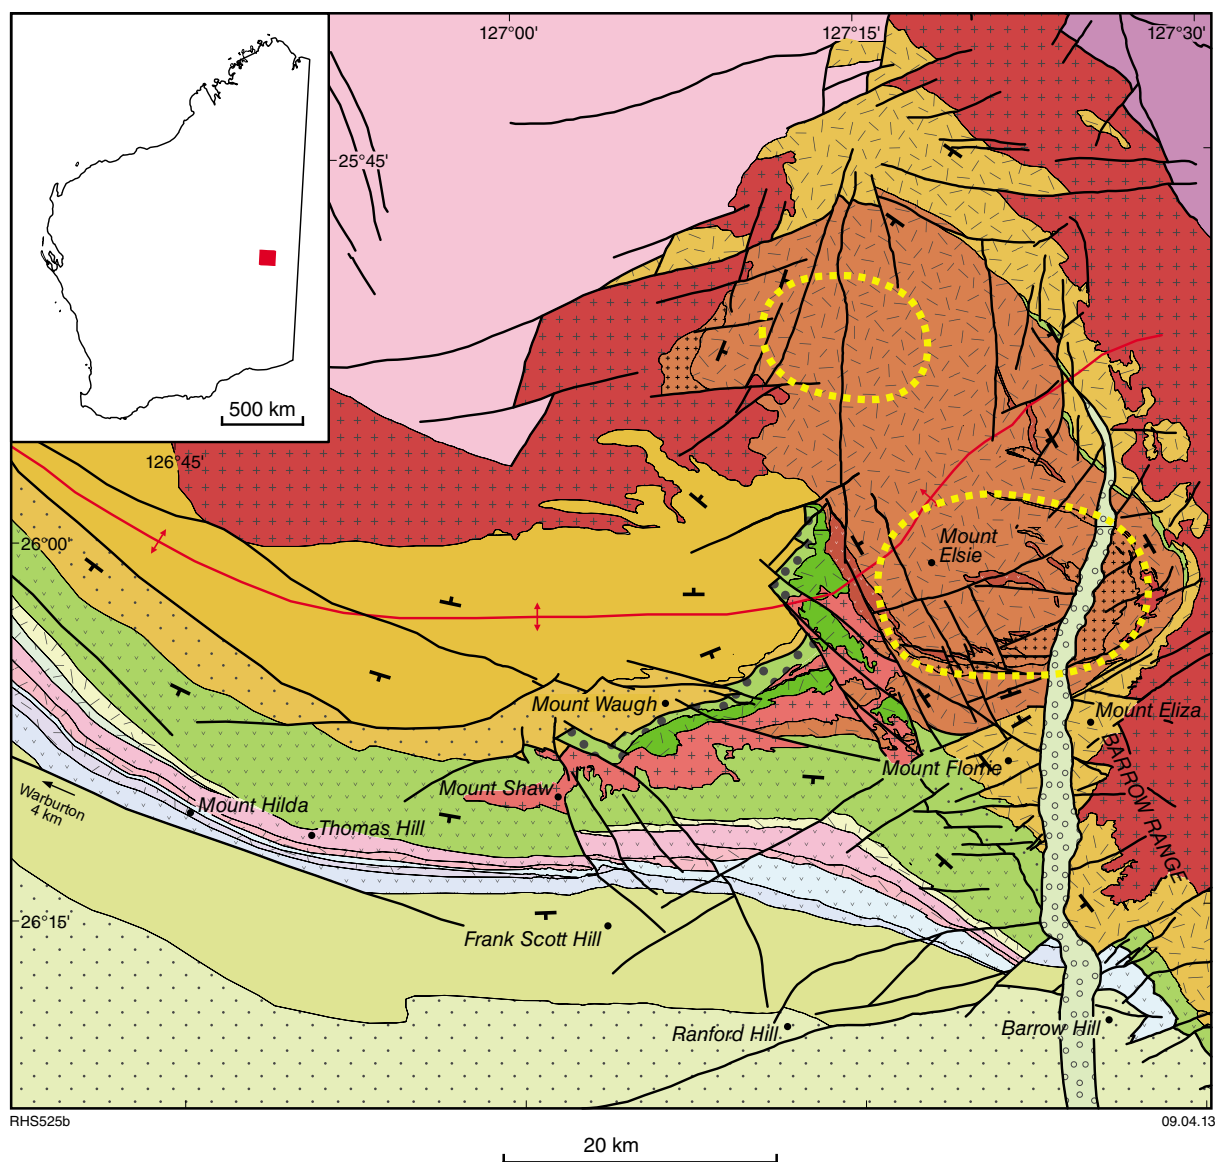 127°00'
127°15'
127°30'
25°45'
500 km
126°45'
26°00'
Mount
Elsie
Mount Waugh
Mount Eliza
BARROW RANGE
Mount Flome
Mount Shaw
Warburton
4 km
Mount Hilda
Thomas Hill
26°15'
Frank Scott Hill
Ranford Hill
Barrow Hill
RHS525b
09.04.13
20 km